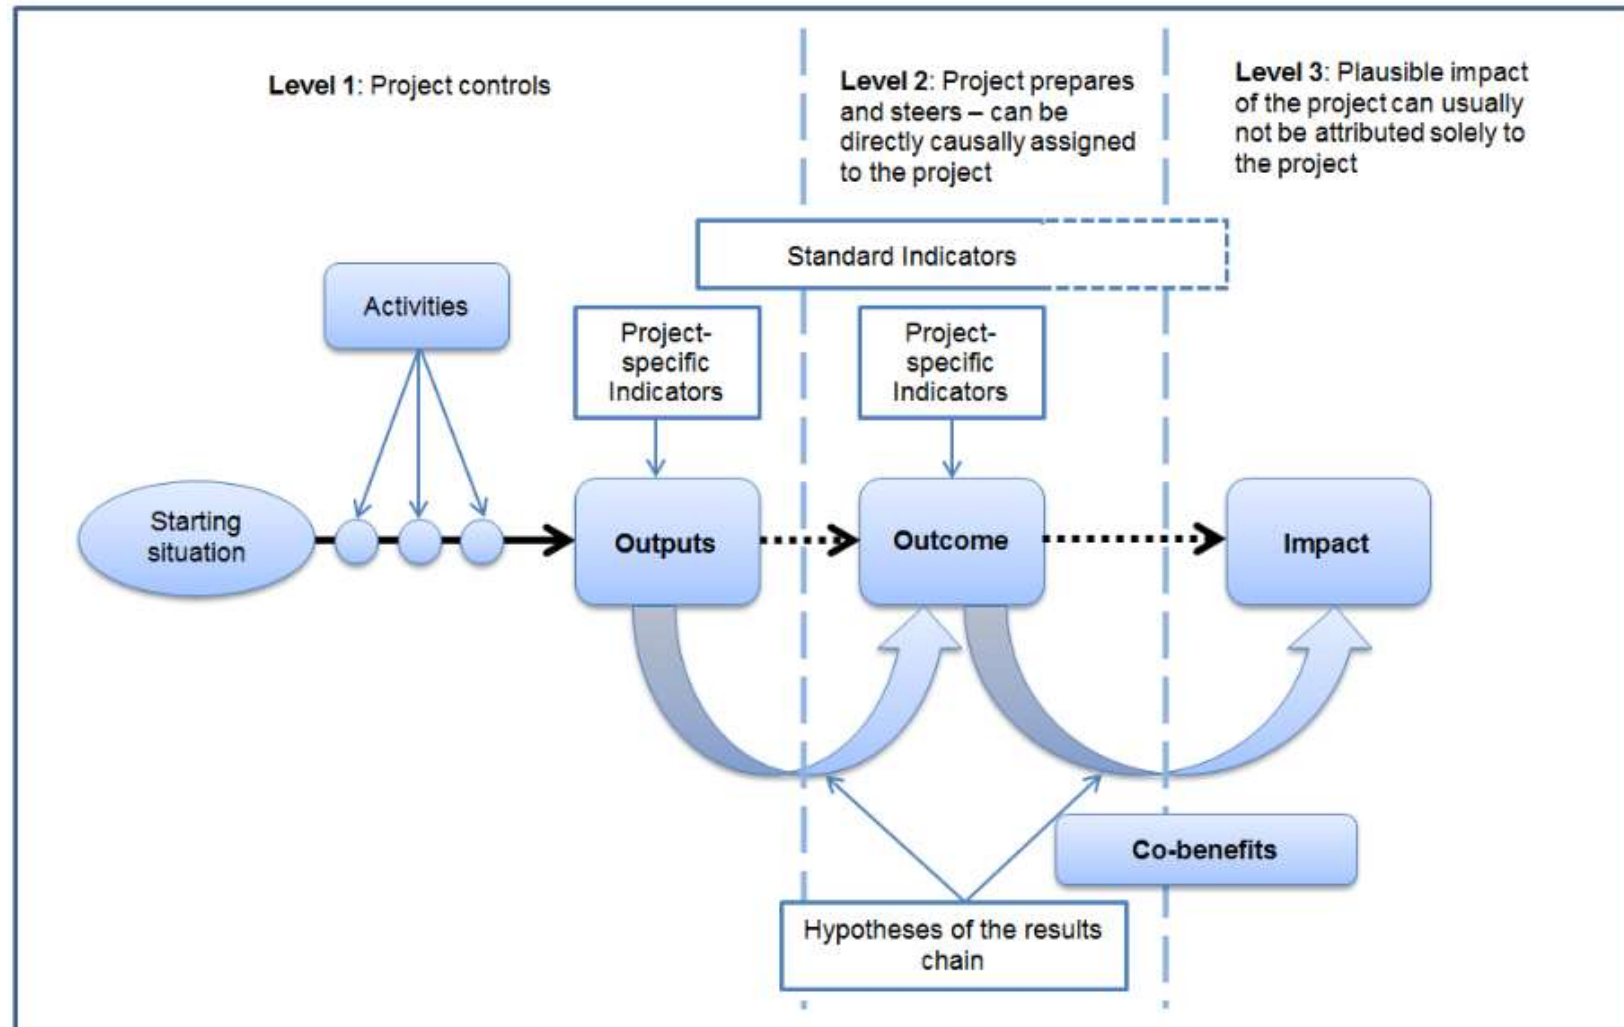 Level 1: Project controls
Level 2: Project prepares
and steers – can be
directly causally assigned
to the project
Level 3: Plausible impact
of the project can usually
not be attributed solely to
the project
Standard Indicators
Activities
Project-
specific
Indicators
Project-
specific
Indicators
Starting
situation
Outputs
Outcome
Impact
Co-benefits
Hypotheses of the results
chain